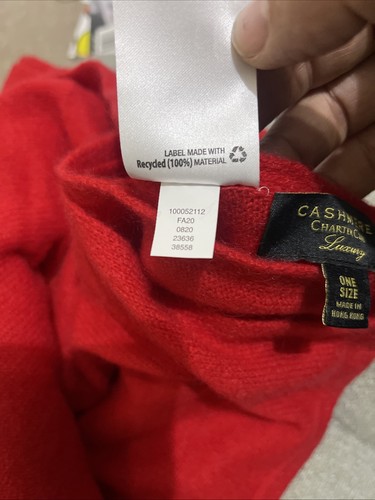 LABEL MADE WITH
Recycled (100%) MATERIAL
100052112
FA20
0820
23636
38558
CASHMERE
CHARTER CLUB
Luxury
ONE
SIZE
MADE IN
HONG KONG